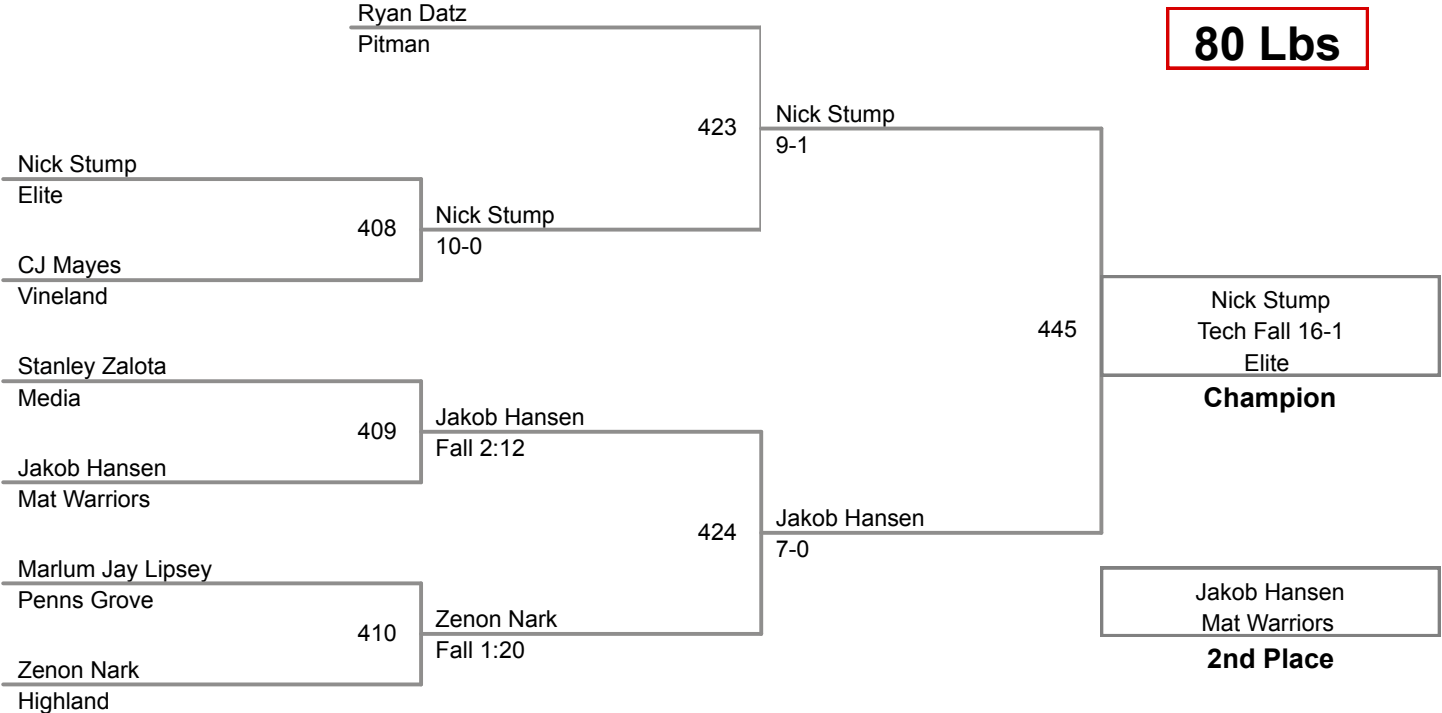 Ryan Datz
Pitman
80 Lbs
423
Nick Stump
9-1
Nick Stump
Elite
408
Nick Stump
10-0
CJ Mayes
Vineland
Nick Stump
Tech Fall 16-1
Elite
Champion
445
Stanley Zalota
Media
409
Jakob Hansen
Fall 2:12
Jakob Hansen
Mat Warriors
424
Jakob Hansen
7-0
Marlum Jay Lipsey
Penns Grove
410
Zenon Nark
Fall 1:20
Zenon Nark
Highland
Jakob Hansen
Mat Warriors
2nd Place